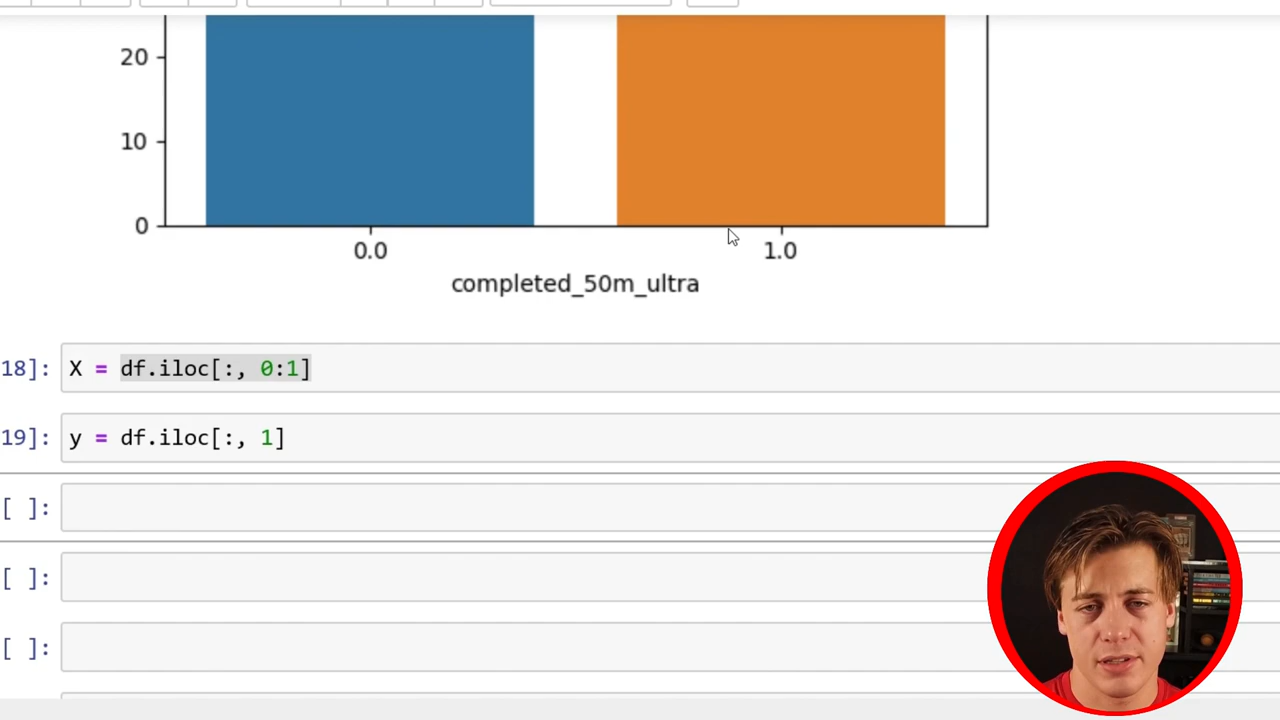 20
10
0
0.0 1.0
completed_50m_ultra
18]: X = df.iloc[:, 0:1]
19]: y = df.iloc[:, 1]
[ ]:
[ ]:
[ ]: